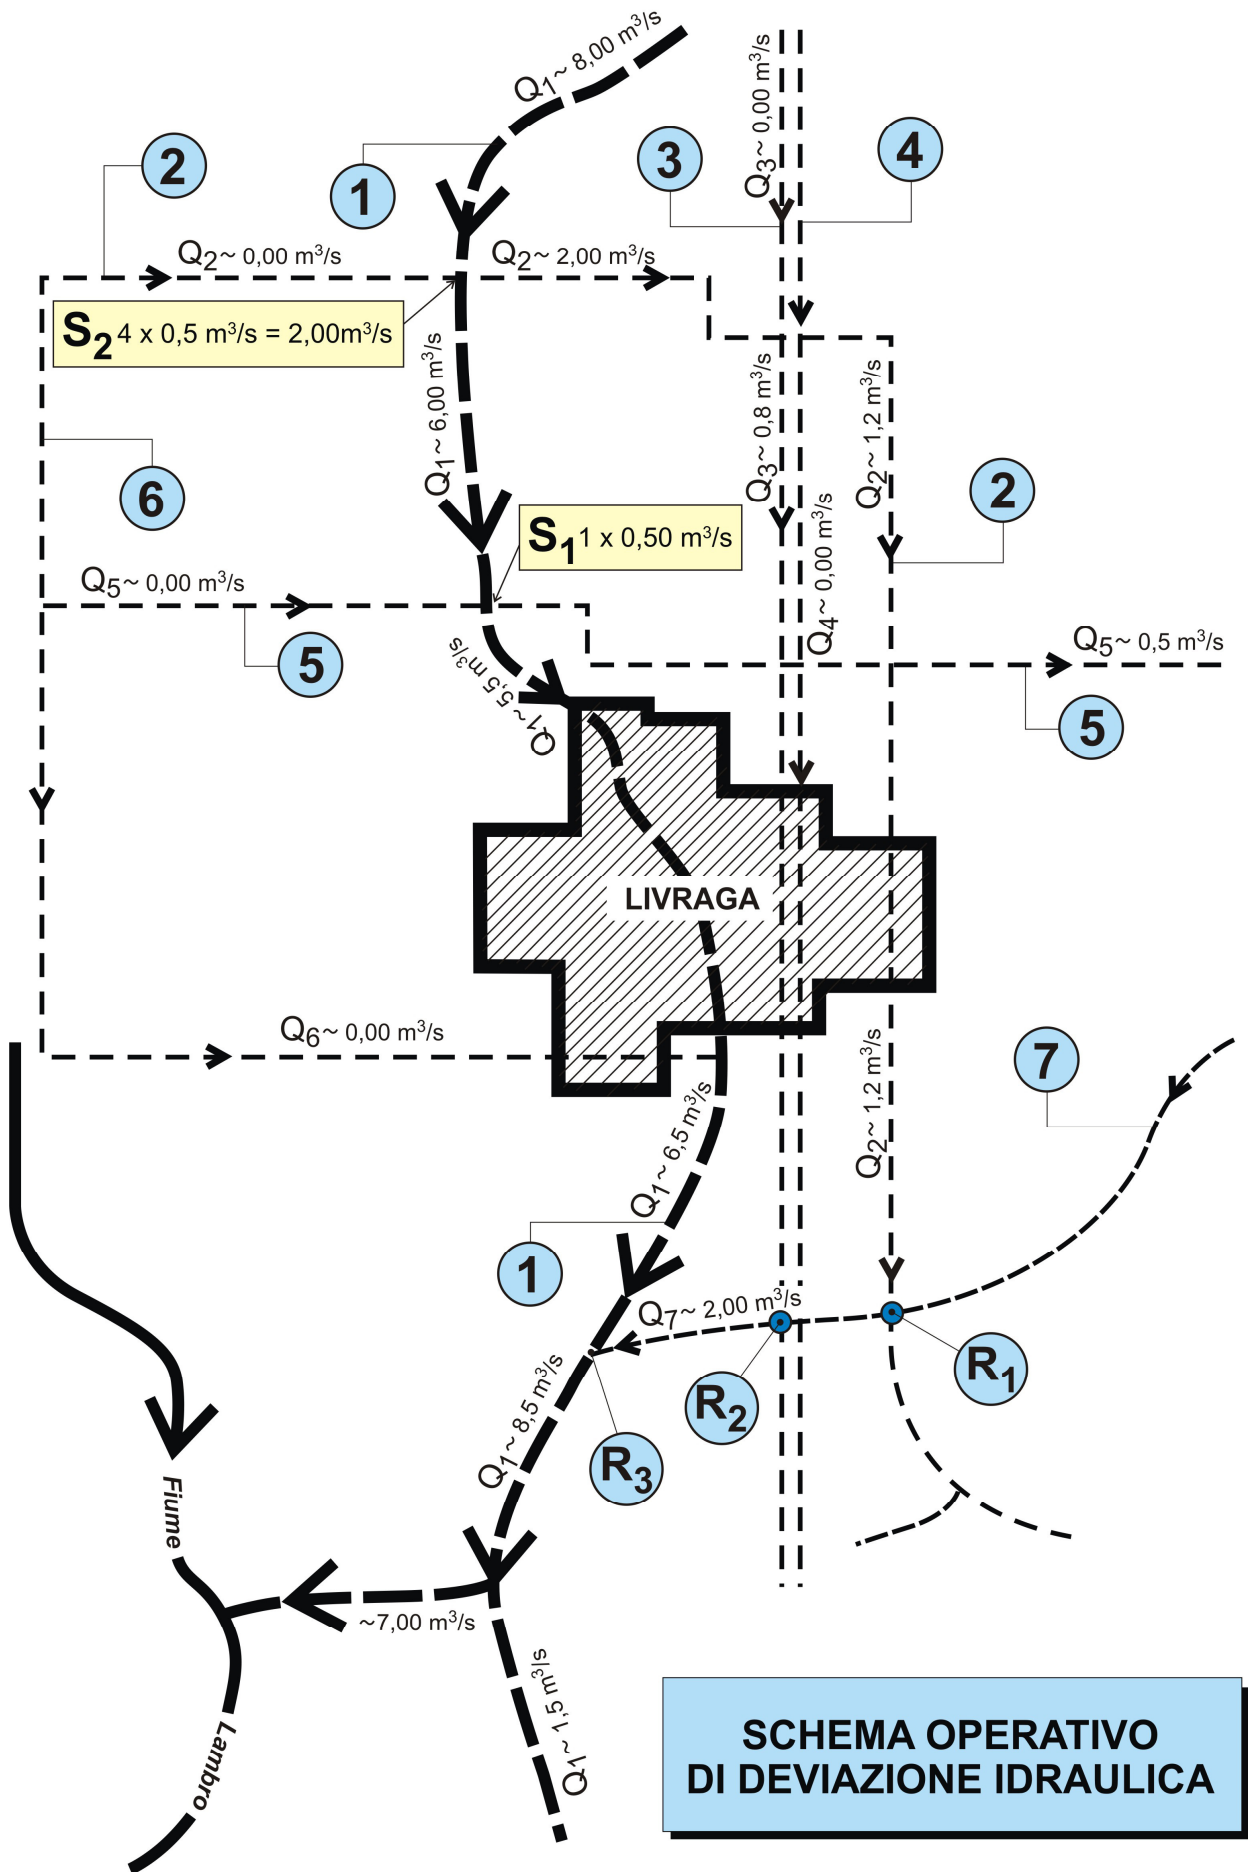 Q1~ 8,00 m³/s
Q3~ 0,00 m³/s
2
1
3
4
Q2~ 0,00 m³/s
Q2~ 2,00 m³/s
S2 4 x 0,5 m³/s = 2,00m³/s
Q1~ 6,00 m³/s
Q3~ 0,8 m³/s
Q2~ 1,2 m³/s
6
2
S1 1 x 0,50 m³/s
Q4~ 0,00 m³/s
Q5~ 0,00 m³/s
Q5~ 0,5 m³/s
5
Q1~ 5,5 m³/s
5
LIVRAGA
Q6~ 0,00 m³/s
7
Q2~ 1,2 m³/s
Q1~ 6,5 m³/s
1
Q7~ 2,00 m³/s
R1
R2
R3
Q1~ 8,5 m³/s
Fiume
~7,00 m³/s
Q1~ 1,5 m³/s
Lambro
SCHEMA OPERATIVO
DI DEVIAZIONE IDRAULICA